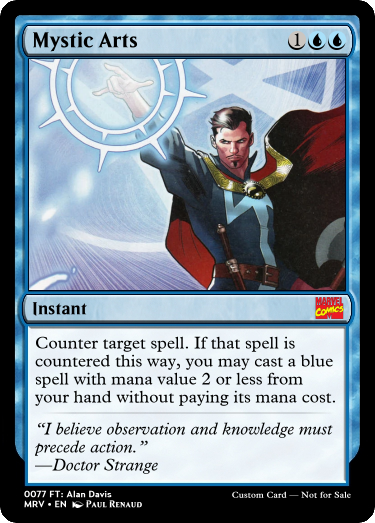 Mystic Arts 1
Instant
MARVEL
COMICS
Counter target spell. If that spell is
countered this way, you may cast a blue
spell with mana value 2 or less from
your hand without paying its mana cost.
“I believe observation and knowledge must
precede action.”
—Doctor Strange
0077 FT: Alan Davis
MRV • EN Paul Renaud
Custom Card — Not for Sale